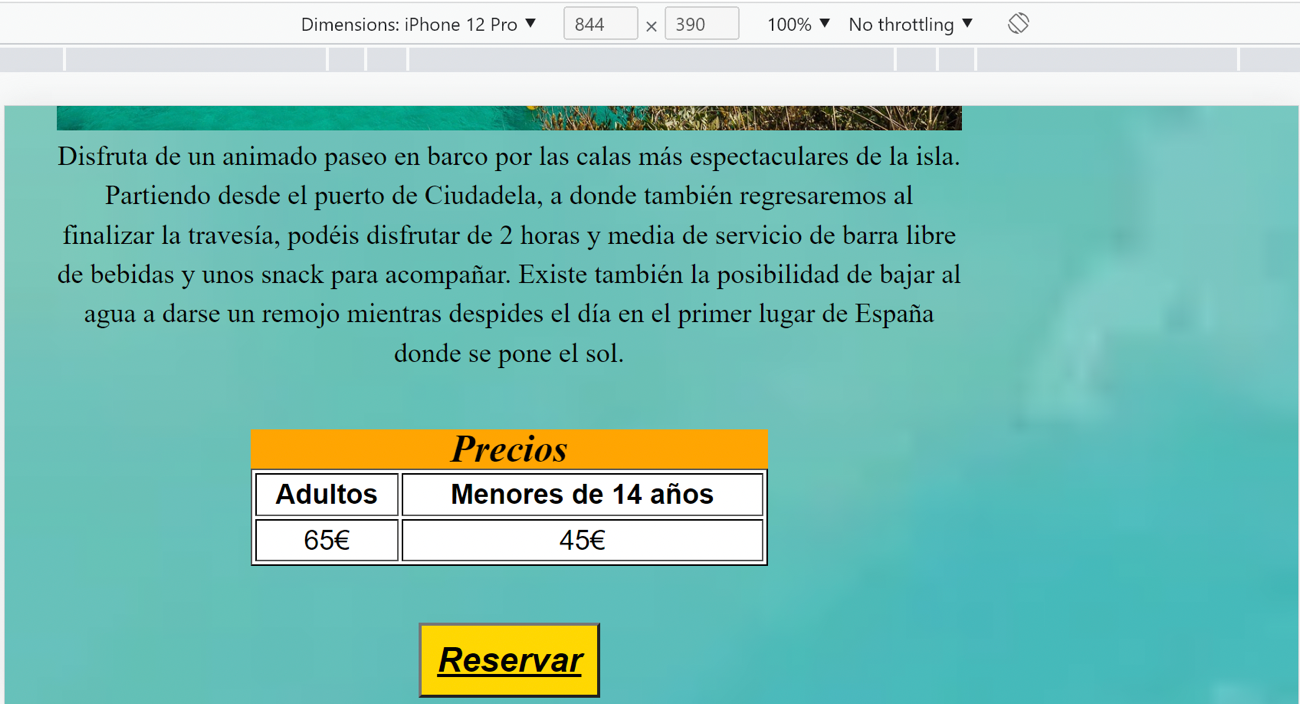 Dimensions: iPhone 12 Pro ▼ 844 × 390 100% ▼ No throttling ▼
Disfruta de un animado paseo en barco por las calas más espectaculares de la isla.
Partiendo desde el puerto de Ciudadela, a donde también regresaremos al
finalizar la travesía, podéis disfrutar de 2 horas y media de servicio de barra libre
de bebidas y unos snack para acompañar. Existe también la posibilidad de bajar al
agua a darse un remojo mientras despides el día en el primer lugar de España
donde se pone el sol.
Precios
Adultos Menores de 14 años
65€ 45€
Reservar